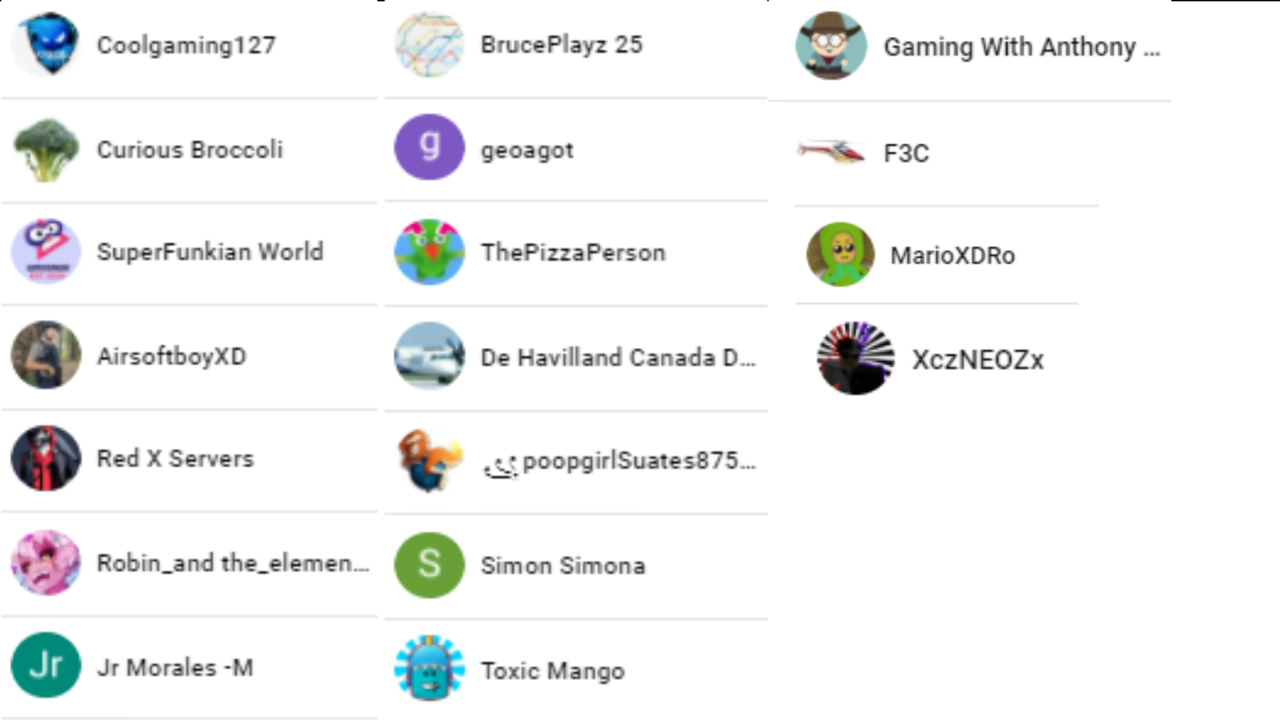 Coolgaming127
Curious Broccoli
SuperFunkian World
AirsoftboyXD
Red X Servers
Robin_and the_elemen...
Jr Morales -M
Jr
BrucePlayz 25
g
geoagot
ThePizzaPerson
De Havilland Canada D...
poopgirlSuates875...
S
Simon Simona
Toxic Mango
Gaming With Anthony ...
F3C
MarioXDRo
XczNEOZx